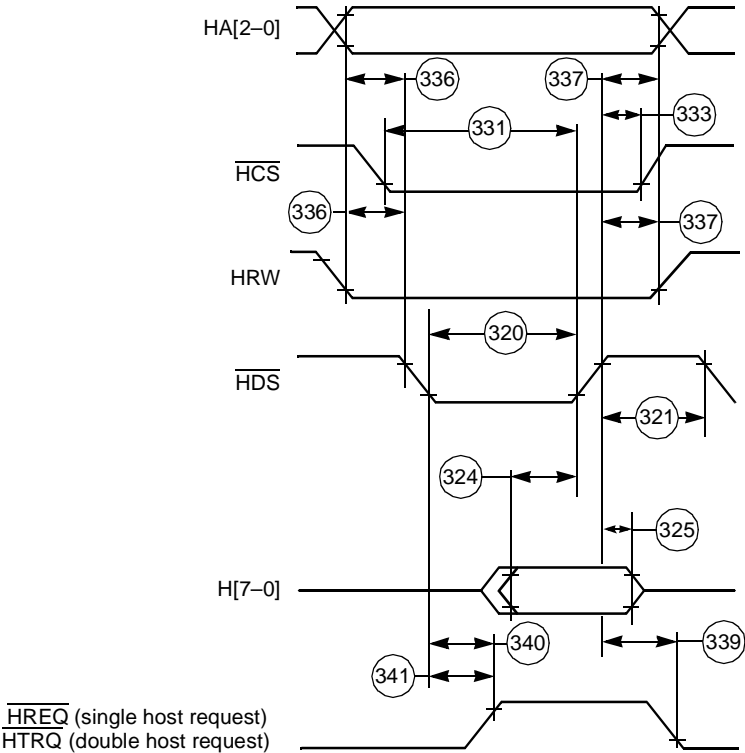 HA[2–0]
336
337
333
331
HCS
336
337
HRW
320
HDS
321
324
325
H[7–0]
340
339
341
HREQ (single host request)
HTRQ (double host request)